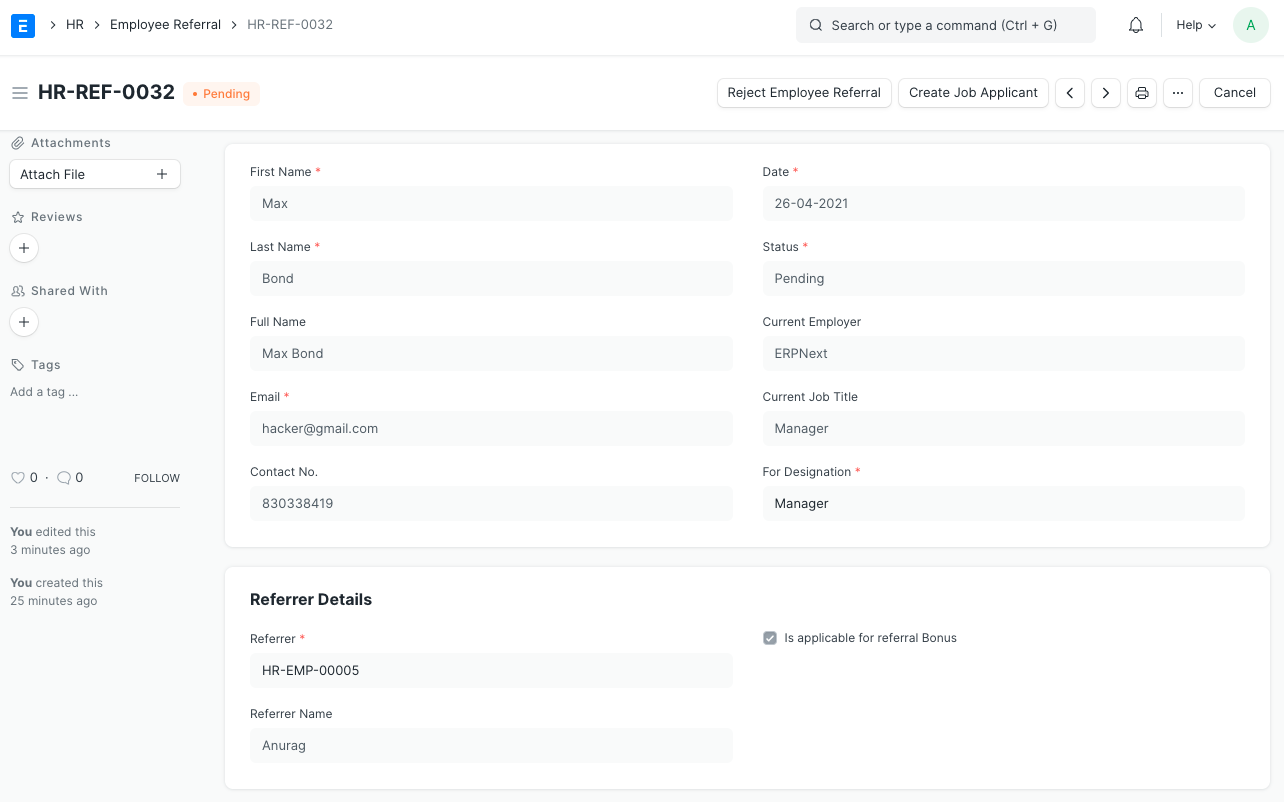 E > HR > Employee Referral > HR-REF-0032
Search or type a command (Ctrl + G)
Help
A
HR-REF-0032
• Pending
Reject Employee Referral
Create Job Applicant
...
Cancel
Attachments
Attach File +
Reviews
+
Shared With
+
Tags
Add a tag ...
0 · 0 FOLLOW
You edited this
3 minutes ago
You created this
25 minutes ago
First Name *
Max
Last Name *
Bond
Full Name
Max Bond
Email *
hacker@gmail.com
Contact No.
830338419
Date *
26-04-2021
Status *
Pending
Current Employer
ERPNext
Current Job Title
Manager
For Designation *
Manager
Referrer Details
Referrer *
HR-EMP-00005
Referrer Name
Anurag
Is applicable for referral Bonus